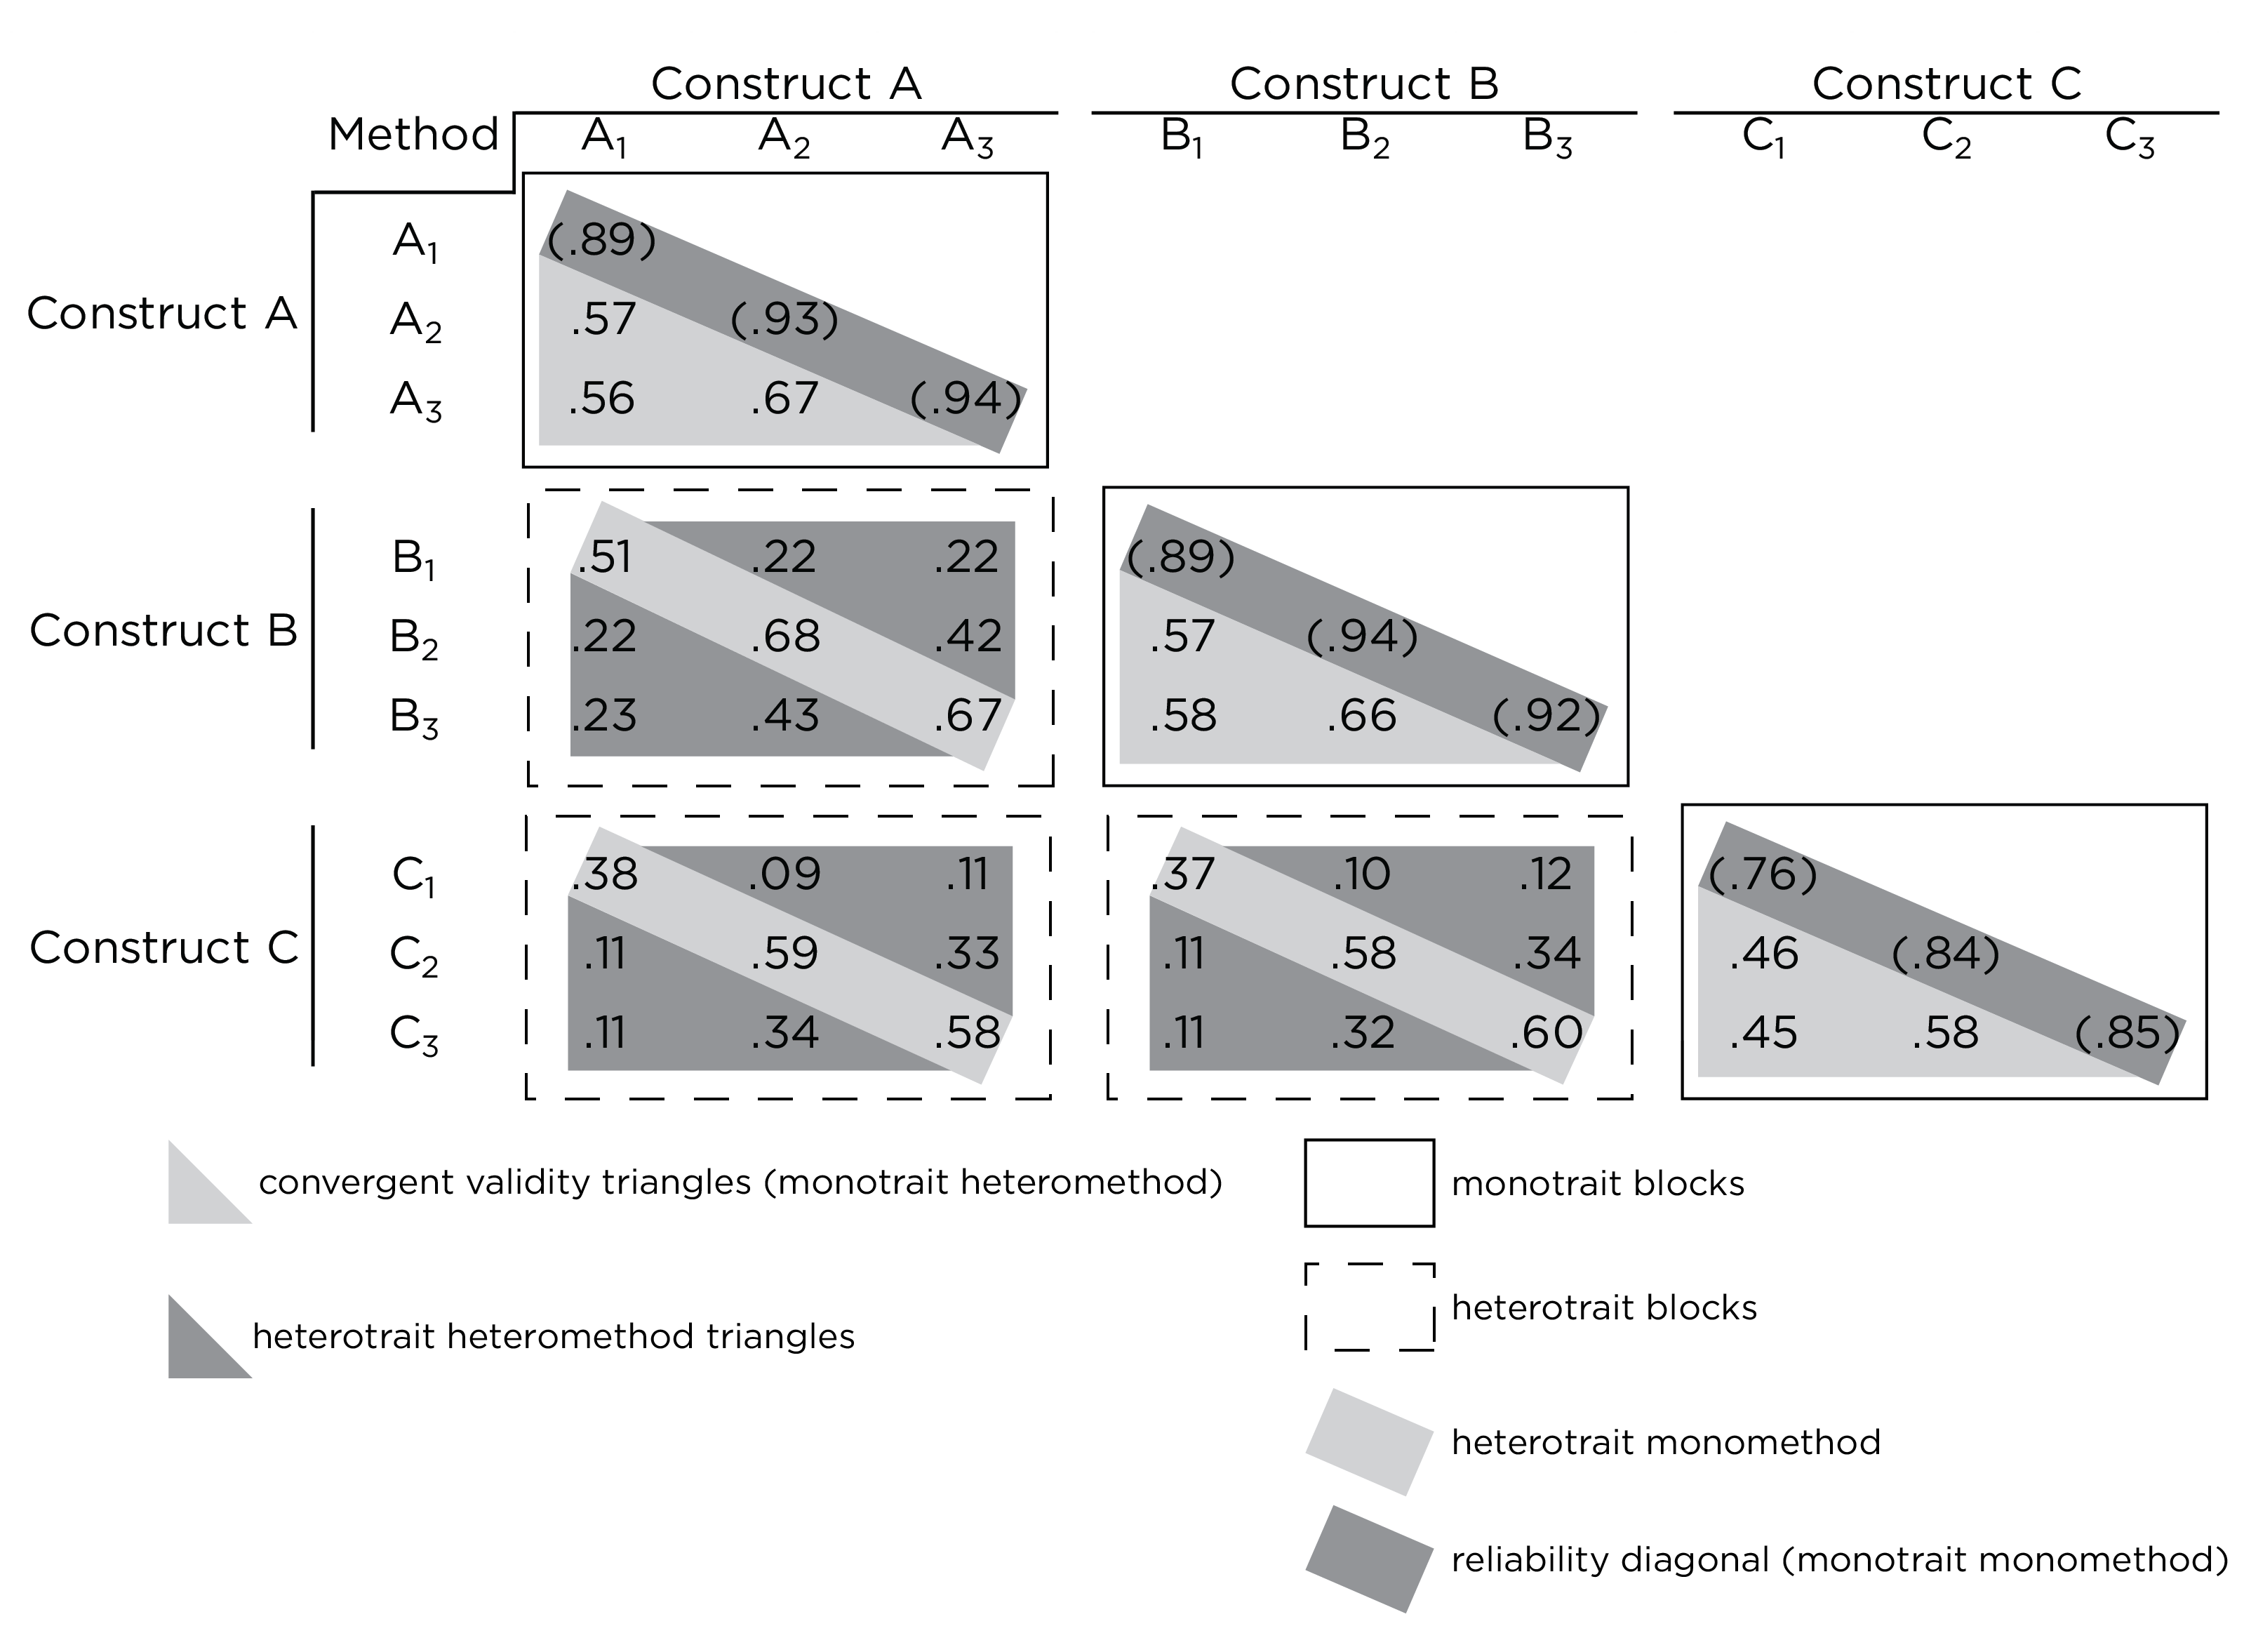 Construct A Construct B Construct C
Method A1 A2 A3 B1 B2 B3 C1 C2 C3
A1 (.89)
Construct A A2 .57 (.93)
A3 .56 .67 (.94)
B1 .51 .22 .22 (.89)
Construct B B2 .22 .68 .42 .57 (.94)
B3 .23 .43 .67 .58 .66 (.92)
C1 .38 .09 .11 .37 .10 .12 (.76)
Construct C C2 .11 .59 .33 .11 .58 .34 .46 (.84)
C3 .11 .34 .58 .11 .32 .60 .45 .58 (.85)
convergent validity triangles (monotrait heteromethod)
monotrait blocks
heterotrait blocks
heterotrait heteromethod triangles
heterotrait monomethod
reliability diagonal (monotrait monomethod)